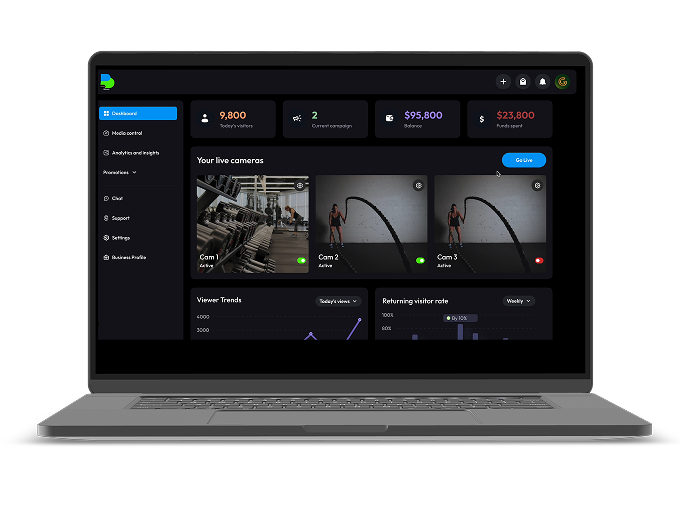 Dashboard
Media control
Analytics and insights
Promotions
Chat
Support
Settings
Business Profile
9,800
Today's visitors
2
Current campaign
$95,800
Balance
$
$23,800
Funds spent
Your live cameras
Go Live
Cam 1
Active
Cam 2
Active
Cam 3
Active
Viewer Trends
Today's views
4000
3000
Returning visitor rate
Weekly
100%
80%
By 10%